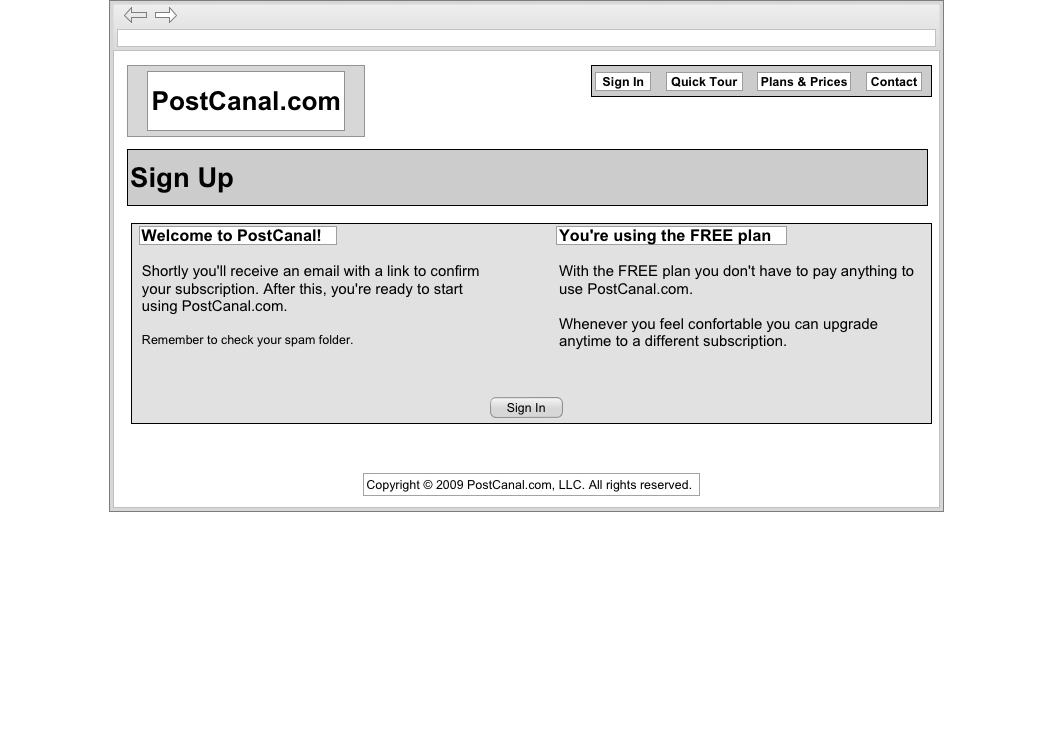 PostCanal.com
Sign In
Quick Tour
Plans & Prices
Contact
Sign Up
Welcome to PostCanal!
Shortly you'll receive an email with a link to confirm
your subscription. After this, you're ready to start
using PostCanal.com.
Remember to check your spam folder.
You're using the FREE plan
With the FREE plan you don't have to pay anything to
use PostCanal.com.
Whenever you feel confortable you can upgrade
anytime to a different subscription.
Sign In
Copyright © 2009 PostCanal.com, LLC. All rights reserved.